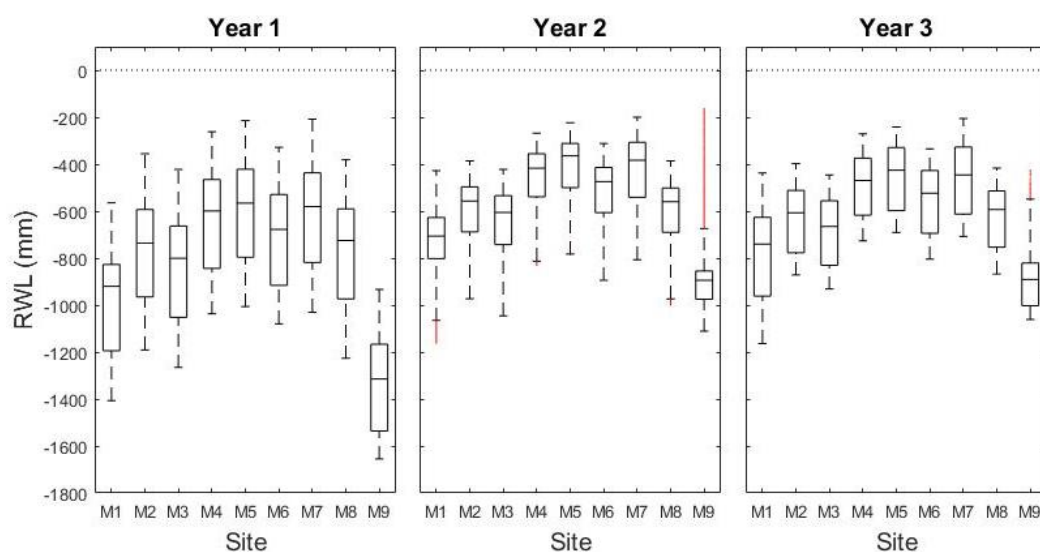 Year 1
Year 2
Year 3
RWL (mm)
0
-200
-400
-600
-800
-1000
-1200
-1400
-1600
-1800
M1 M2 M3 M4 M5 M6 M7 M8 M9
M1 M2 M3 M4 M5 M6 M7 M8 M9
M1 M2 M3 M4 M5 M6 M7 M8 M9
Site
Site
Site